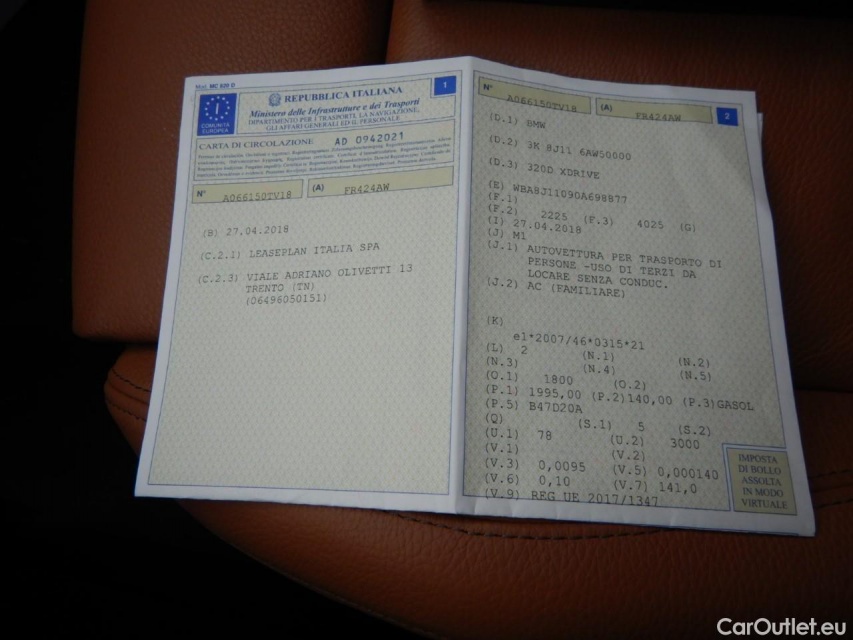 Mod. MC 820 D
REPUBBLICA ITALIANA
1
Ministero delle Infrastrutture e dei Trasporti
DIPARTIMENTO PER I TRASPORTI, LA NAVIGAZIONE,
GLI AFFARI GENERALI ED IL PERSONALE
I
COMUNITÀ
EUROPEA
CARTA DI CIRCOLAZIONE AD 0942021
N° A066150TV18 (A) FR424AW
(B) 27.04.2018
(C.2.1) LEASEPLAN ITALIA SPA
(C.2.3) VIALE ADRIANO OLIVETTI 13
TRENTO (TN)
(06496050151)
N° A066150TV18 (A) FR424AW 2
(D.1) BMW
(D.2) 3K 8J11 6AW50000
(D.3) 320D XDRIVE
(E) WBA8J11090A698877
(F.1)
(F.2) 2225 (F.3) 4025 (G)
(I) 27.04.2018
(J) M1
(J.1) AUTOVETTURA PER TRASPORTO DI
PERSONE -USO DI TERZI DA
LOCARE SENZA CONDUC.
(J.2) AC (FAMILIARE)
(K)
e1*2007/46*0315*21
(L) 2 (N.1) (N.2)
(N.3) (N.4) (N.5)
(O.1) 1800 (O.2)
(P.1) 1995,00 (P.2)140,00 (P.3)GASOL
(P.5) B47D20A
(Q) (S.1) 5 (S.2)
(U.1) 78 (U.2) 3000
(V.1) (V.2)
(V.3) 0,0095 (V.5) 0,000140
(V.6) 0,10 (V.7) 141,0
(V.9) REG UE 2017/1347
IMPOSTA
DI BOLLO
ASSOLTA
IN MODO
VIRTUALE
CarOutlet.eu